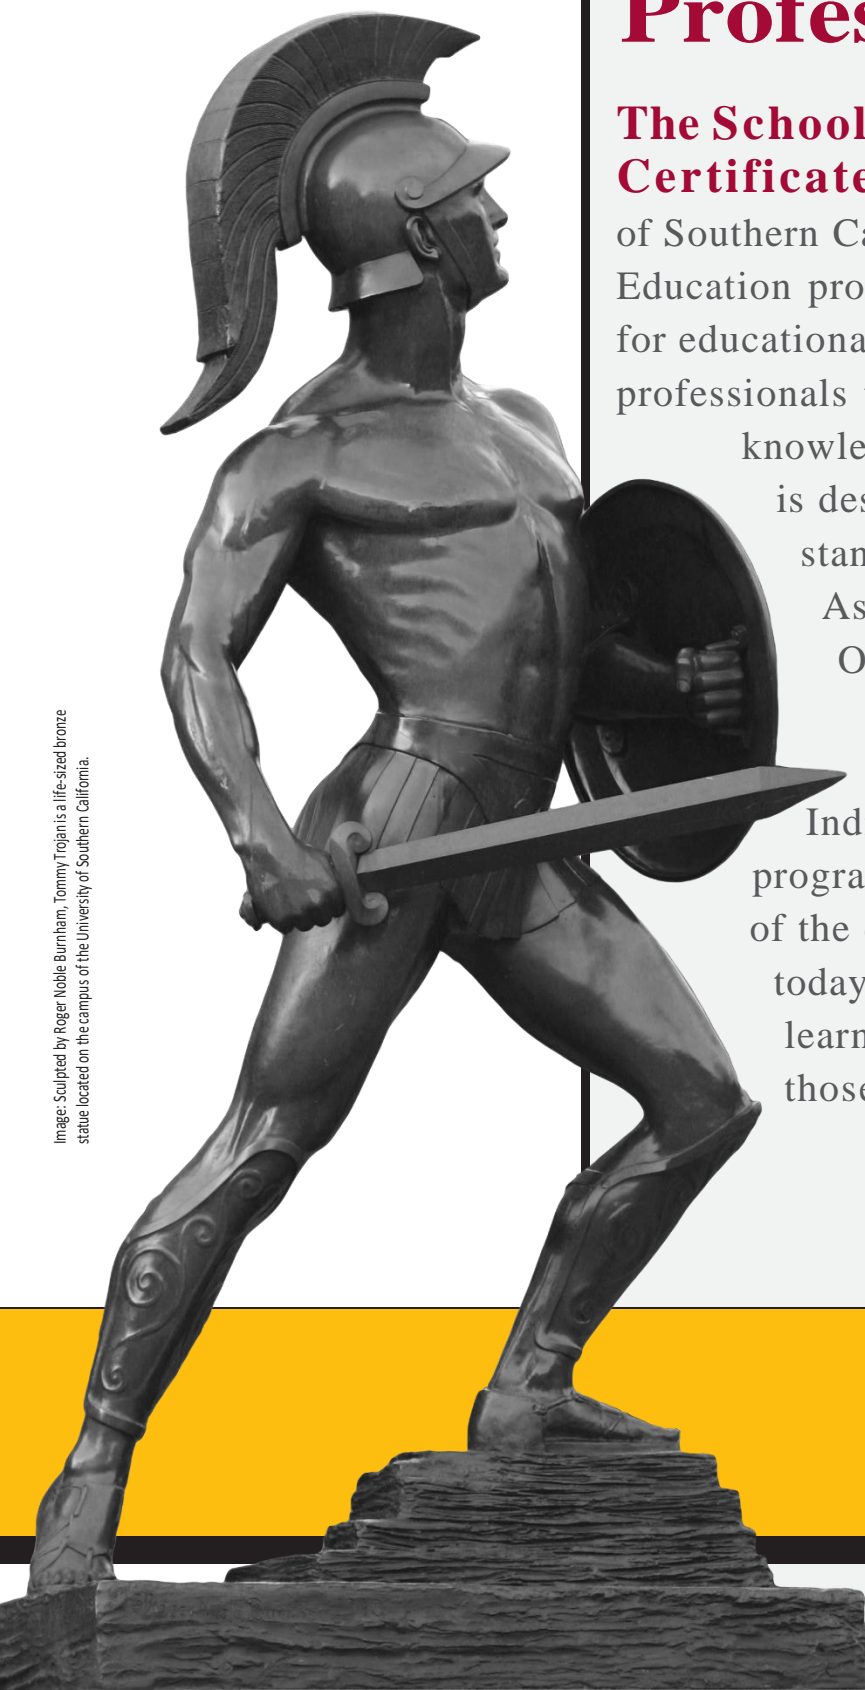 Profes
The School
Certificate
of Southern Ca
Education pro
for educationa
professionals
knowle
is des
stan
As
O
Ind
progra
of the
today
learn
those
Image: Sculpted by Roger Noble Burnham, Tommy Trojan is a life-sized bronze
statue located on the campus of the University of Southern California.